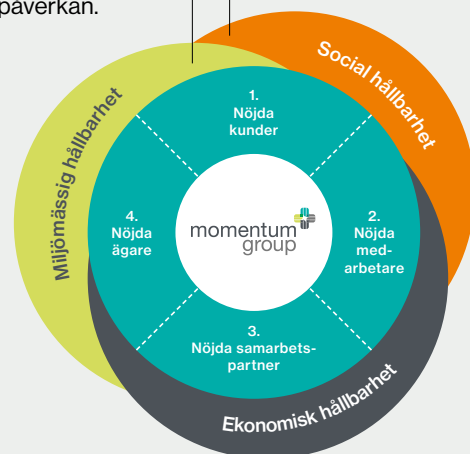 påverkan.
Social hållbarhet
Miljömässig hållbarhet
1.
Nöjda
kunder
2.
Nöjda
med-
arbetare
3.
Nöjda samarbets-
partner
4.
Nöjda
ägare
momentum
group
Ekonomisk hållbarhet